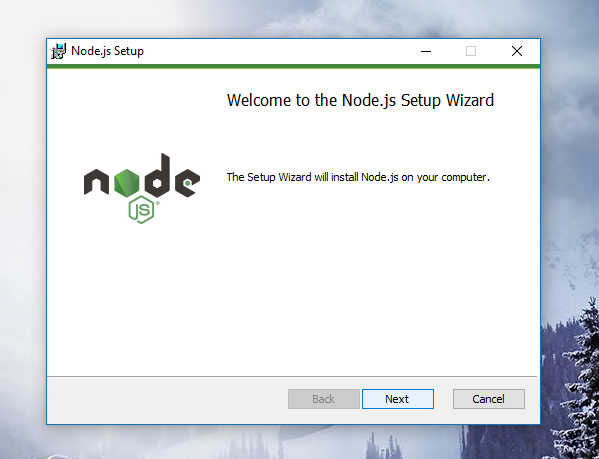 Node.js Setup
Welcome to the Node.js Setup Wizard
node
JS®
The Setup Wizard will install Node.js on your computer.
Back
Next
Cancel